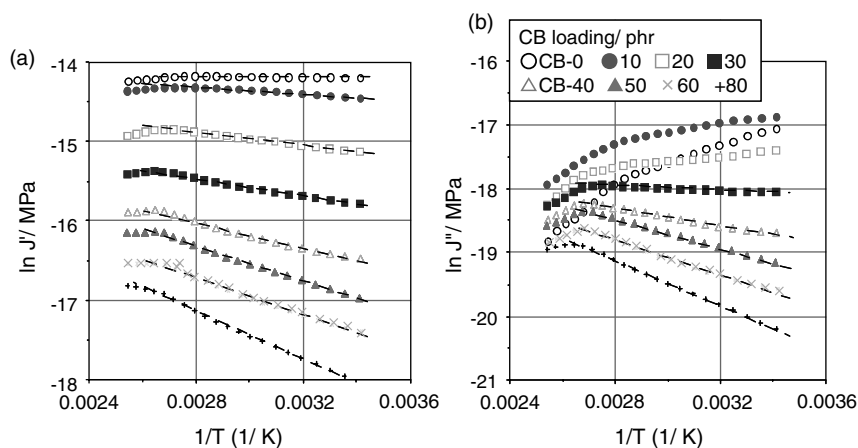 (a)
-14
-15
-16
-17
-18
ln J'/ MPa
0.0024
0.0028
0.0032
0.0036
1/T (1/ K)
(b)
-16
-17
-18
-19
-20
-21
ln J"/ MPa
CB loading/ phr
CB-0 10 20 30
CB-40 50 60 +80
0.0024
0.0028
0.0032
0.0036
1/T (1/ K)